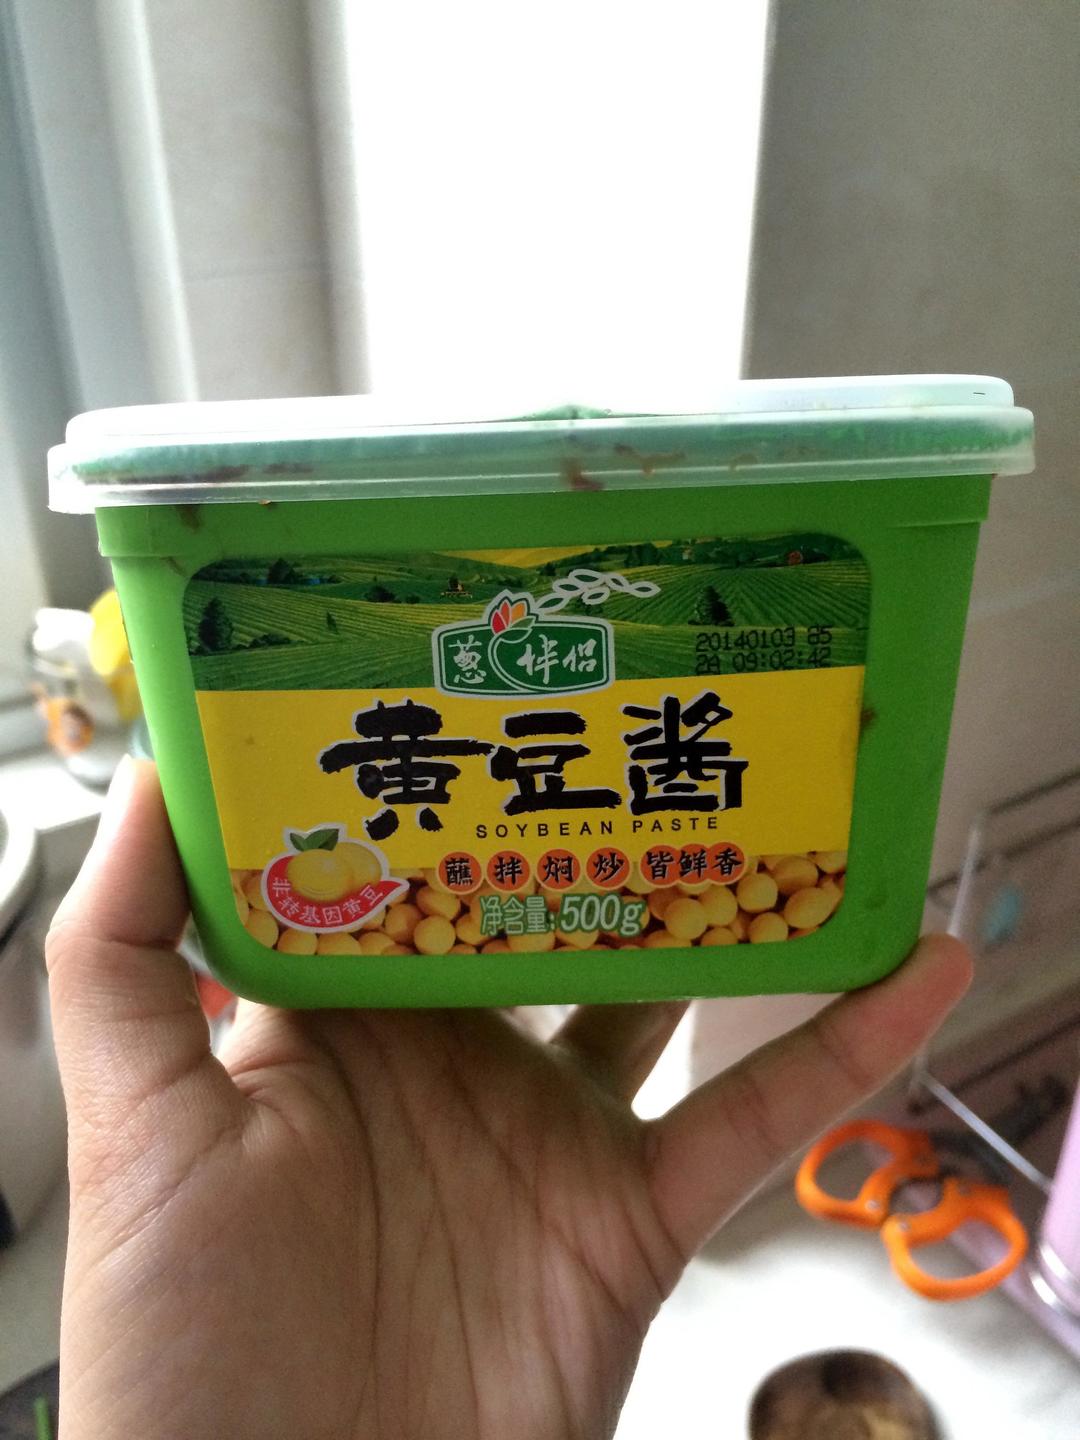 葱伴侣
20140103 85
2A 09:02:42
黄豆酱
SOYBEAN PASTE
蘸 拌 焖 炒 皆鲜香
非转基因黄豆
净含量:500g